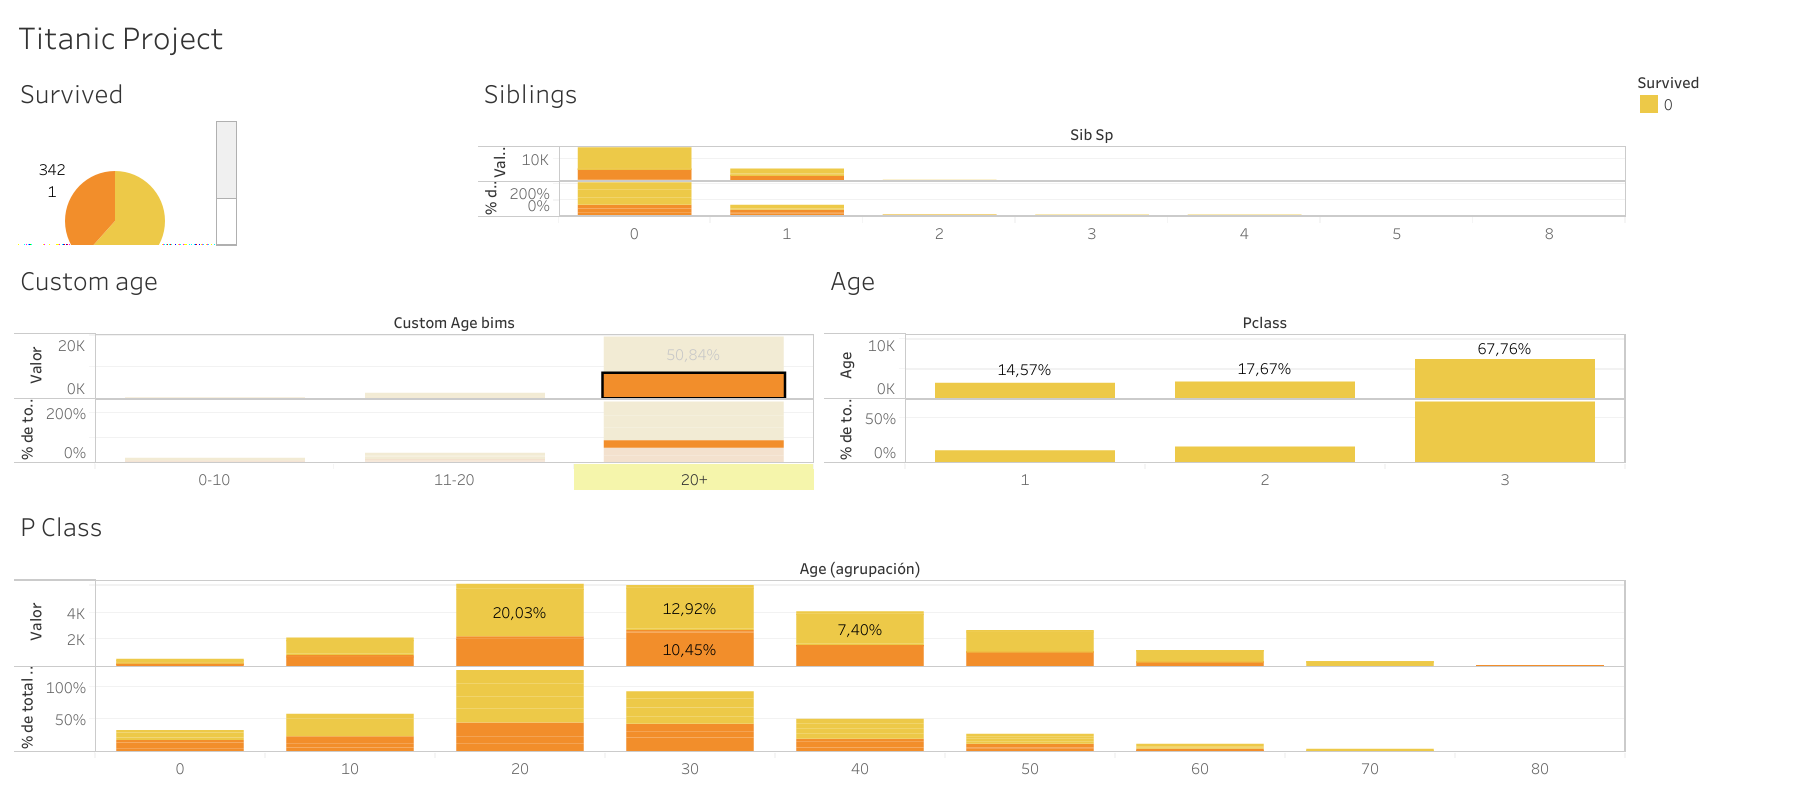 Titanic Project
Survived
342
1
Siblings
Sib Sp
Val..
10K
% d..
200%
0%
0 1 2 3 4 5 8
Survived
0
Custom age
Custom Age bims
Valor
20K
0K
50,84%
% de to..
200%
0%
0-10 11-20 20+
Age
Pclass
Age
10K
0K
14,57% 17,67% 67,76%
% de to..
50%
0%
1 2 3
P Class
Age (agrupación)
Valor
4K
2K
20,03% 12,92% 7,40%
10,45%
% de total ..
100%
50%
0 10 20 30 40 50 60 70 80